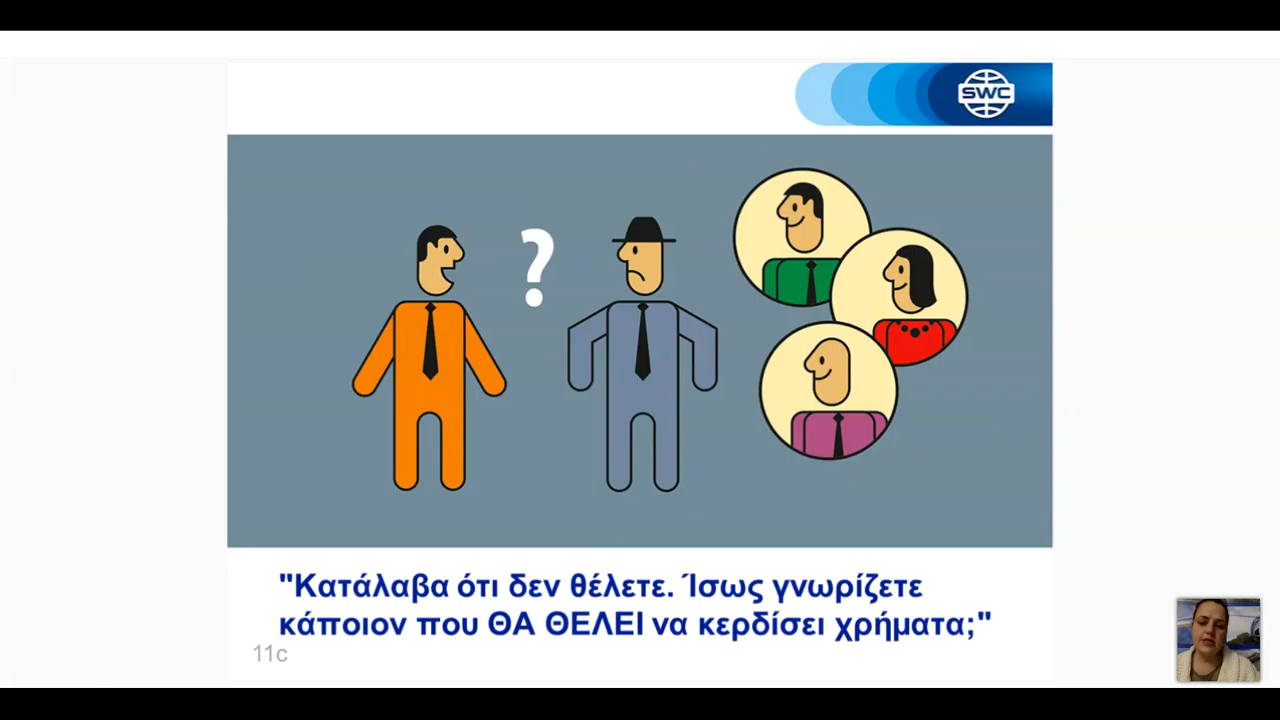 SWC
?
"Κατάλαβα ότι δεν θέλετε. Ίσως γνωρίζετε
κάποιον που ΘΑ ΘΕΛΕΙ να κερδίσει χρήματα;"
11c